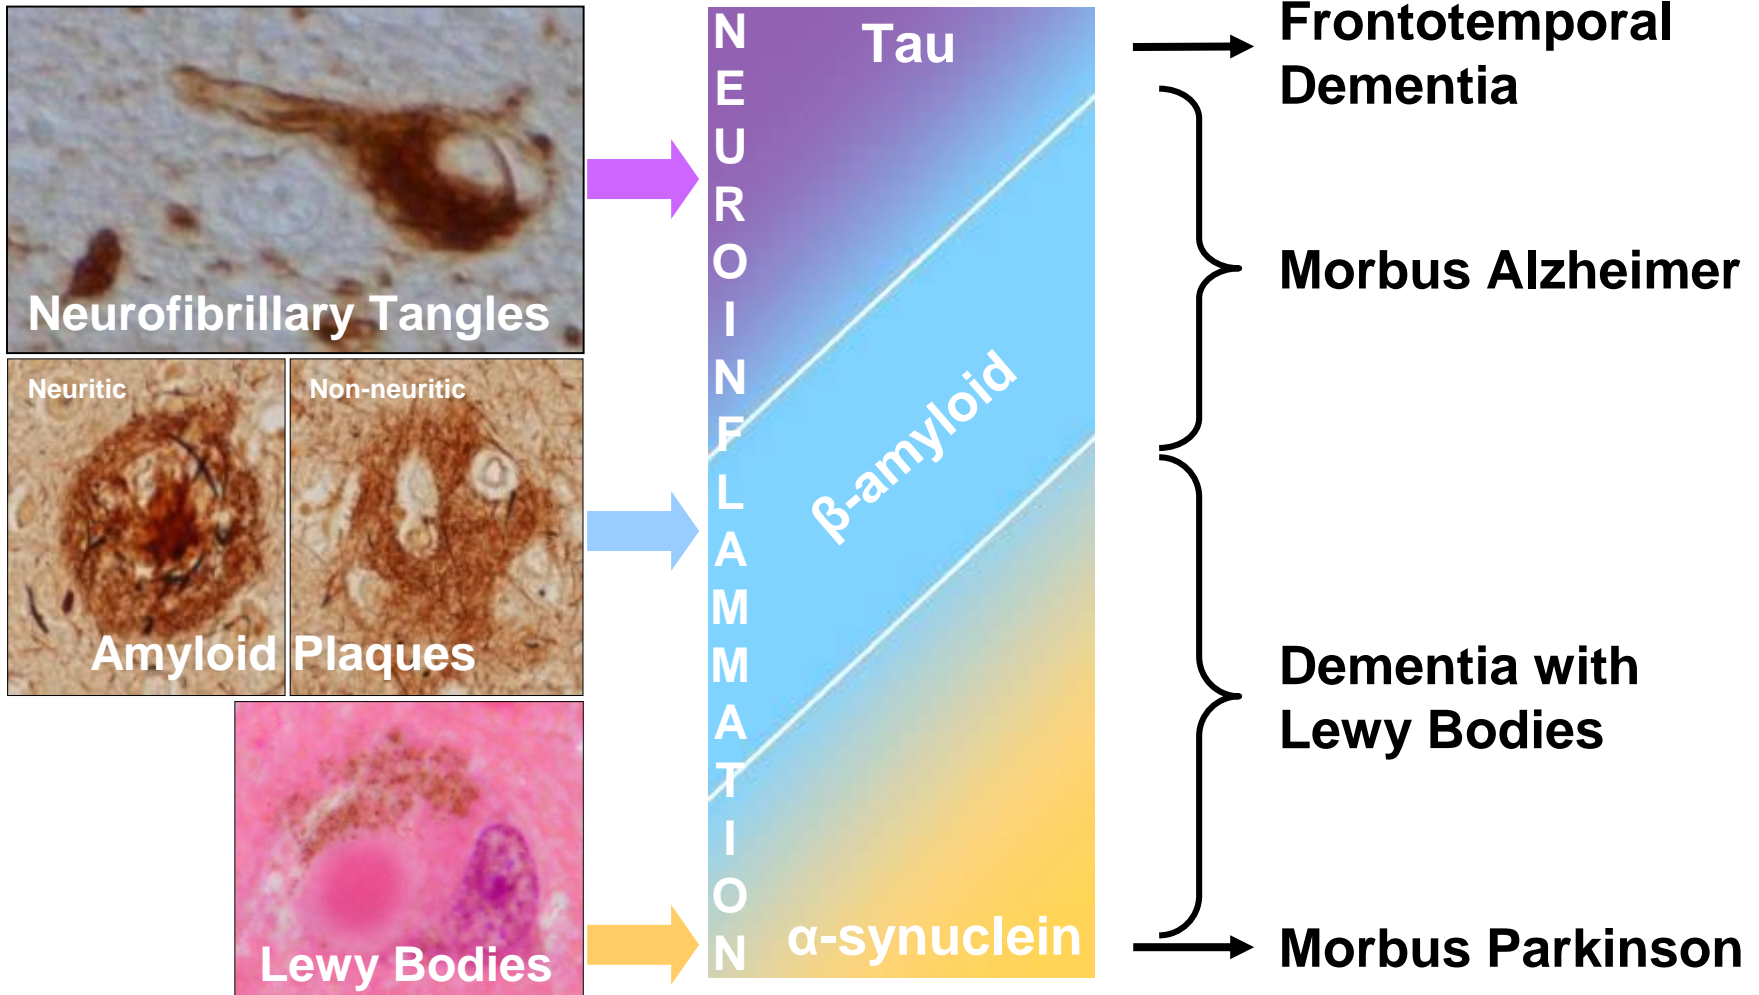 Neurofibrillary Tangles
Neuritic
Non-neuritic
Amyloid Plaques
Lewy Bodies
NEUROINFLAMMATION
Tau
β-amyloid
α-synuclein
Frontotemporal
Dementia
Morbus Alzheimer
Dementia with
Lewy Bodies
Morbus Parkinson